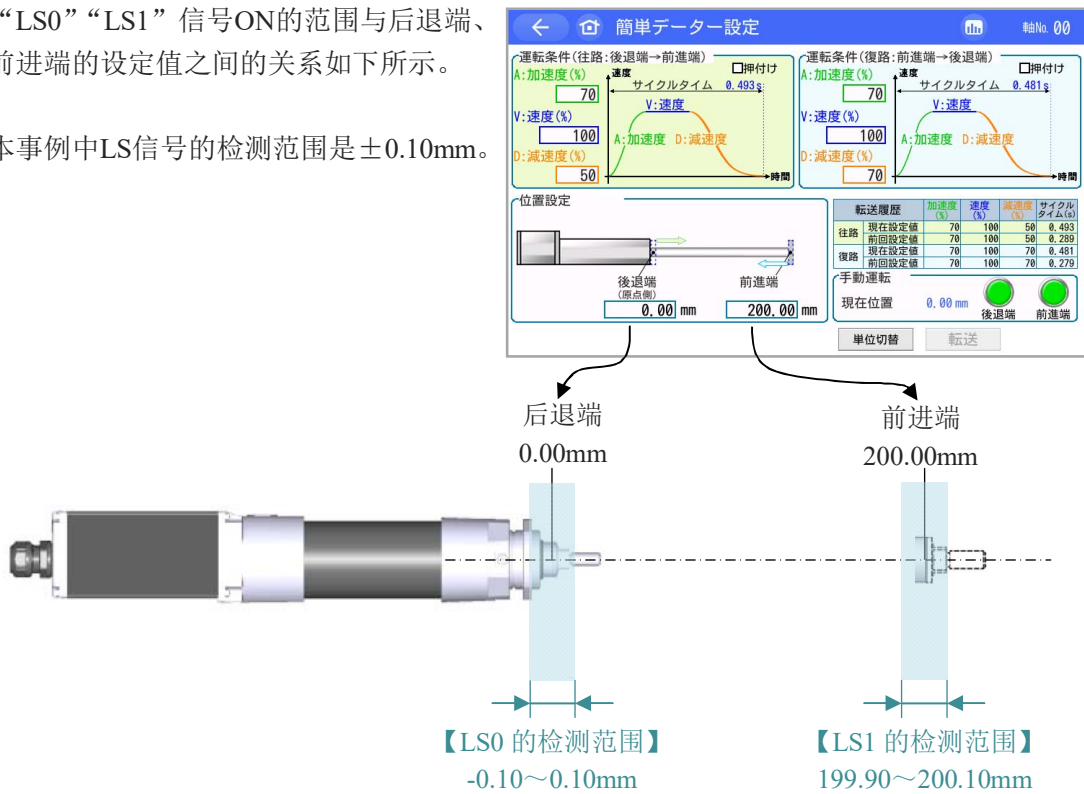 “LS0”“LS1”信号ON的范围与后退端、
前进端的设定值之间的关系如下所示。
本事例中LS信号的检测范围是±0.10mm。
簡単データー設定
軸No. 00
運転条件(往路:後退端→前進端)
A:加速度(%)
70
V:速度(%)
100
D:減速度(%)
50
速度
押付け
サイクルタイム 0.493s
V:速度
A:加速度 D:減速度
時間
運転条件(復路:前進端→後退端)
A:加速度(%)
70
V:速度(%)
100
D:減速度(%)
70
速度
押付け
サイクルタイム 0.481s
V:速度
A:加速度 D:減速度
時間
位置設定
後退端
(原点側)
0.00 mm
前進端
200.00 mm
転送履歴 加速度(%) 速度(%) 減速度(%) サイクルタイム(s)
往路 現在設定値 70 100 50 0.493
前回設定値 70 100 50 0.289
復路 現在設定値 70 100 70 0.481
前回設定値 70 100 70 0.279
手動運転
現在位置 0.00 mm
後退端 前進端
単位切替 転送
后退端
0.00mm
前进端
200.00mm
【LS0 的检测范围】
-0.10～0.10mm
【LS1 的检测范围】
199.90～200.10mm